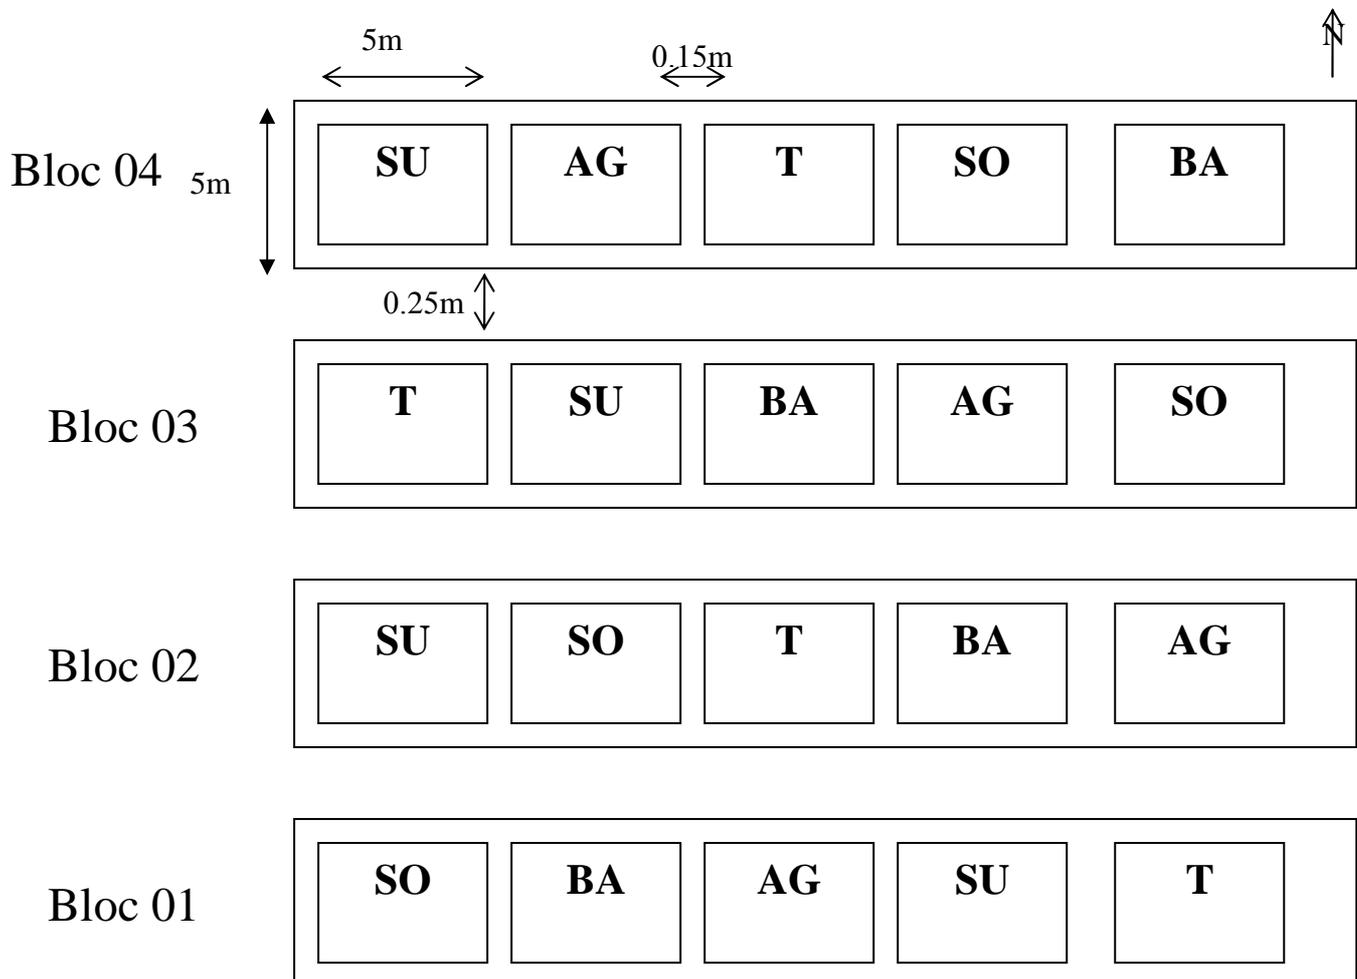 N
5m
0.15m
Bloc 04 5m SU AG T SO BA
0.25m
Bloc 03 T SU BA AG SO
Bloc 02 SU SO T BA AG
Bloc 01 SO BA AG SU T